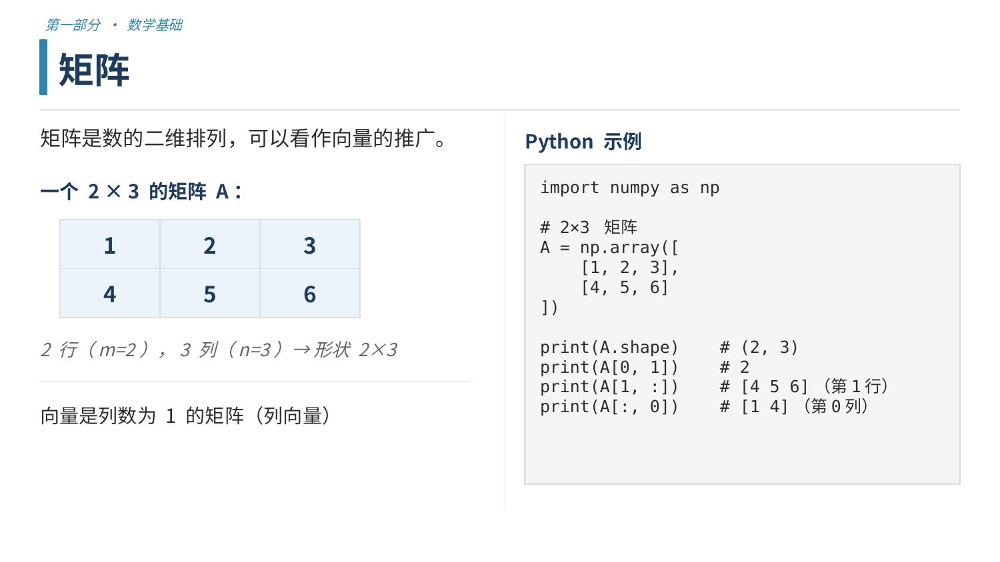 第一部分 · 数学基础
矩阵
矩阵是数的二维排列，可以看作向量的推广。
一个 2 × 3 的矩阵 A：
1 2 3
4 5 6
2 行（m=2），3 列（n=3）→ 形状 2×3
向量是列数为 1 的矩阵（列向量）
Python 示例
import numpy as np
# 2×3 矩阵
A = np.array([
    [1, 2, 3],
    [4, 5, 6]
])
print(A.shape)    # (2, 3)
print(A[0, 1])    # 2
print(A[1, :])    # [4 5 6]（第1行）
print(A[:, 0])    # [1 4]（第0列）